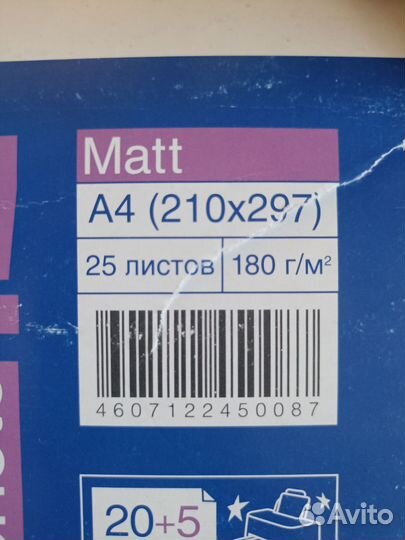 Matt
A4 (210x297)
25 листов 180 г/м²
4607122450087
20+5
Avito